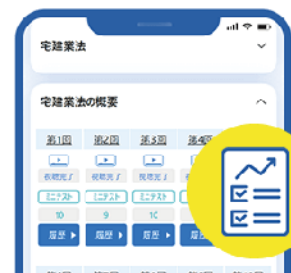 宅建業法
宅建業法の概要
第1回 第2回 第3回 第4回
視聴完了 視聴完了 視聴完了
ミニテスト ミニテスト ミニテスト
10 9 10
履歴 履歴 履歴 履歴